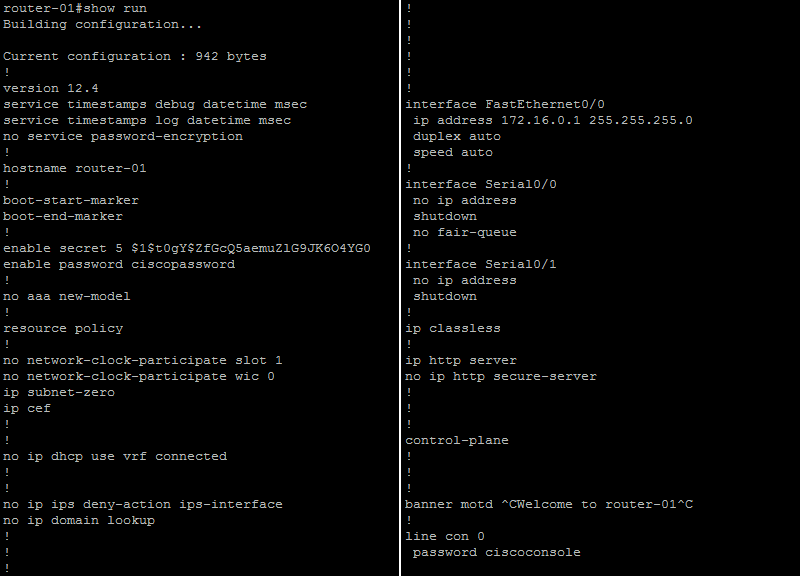 router-01#show run
Building configuration...
Current configuration : 942 bytes
!
version 12.4
service timestamps debug datetime msec
service timestamps log datetime msec
no service password-encryption
!
hostname router-01
!
boot-start-marker
boot-end-marker
!
enable secret 5 $1$t0gY$ZfGcQ5aemuZlG9JK6O4YG0
enable password ciscopassword
!
no aaa new-model
!
resource policy
!
no network-clock-participate slot 1
no network-clock-participate wic 0
ip subnet-zero
ip cef
!
!
no ip dhcp use vrf connected
!
!
no ip ips deny-action ips-interface
no ip domain lookup
!
!
!
!
!
!
!
!
!
interface FastEthernet0/0
 ip address 172.16.0.1 255.255.255.0
 duplex auto
 speed auto
!
interface Serial0/0
 no ip address
 shutdown
 no fair-queue
!
interface Serial0/1
 no ip address
 shutdown
!
ip classless
!
ip http server
no ip http secure-server
!
!
!
control-plane
!
!
!
banner motd ^CWelcome to router-01^C
!
line con 0
 password ciscoconsole